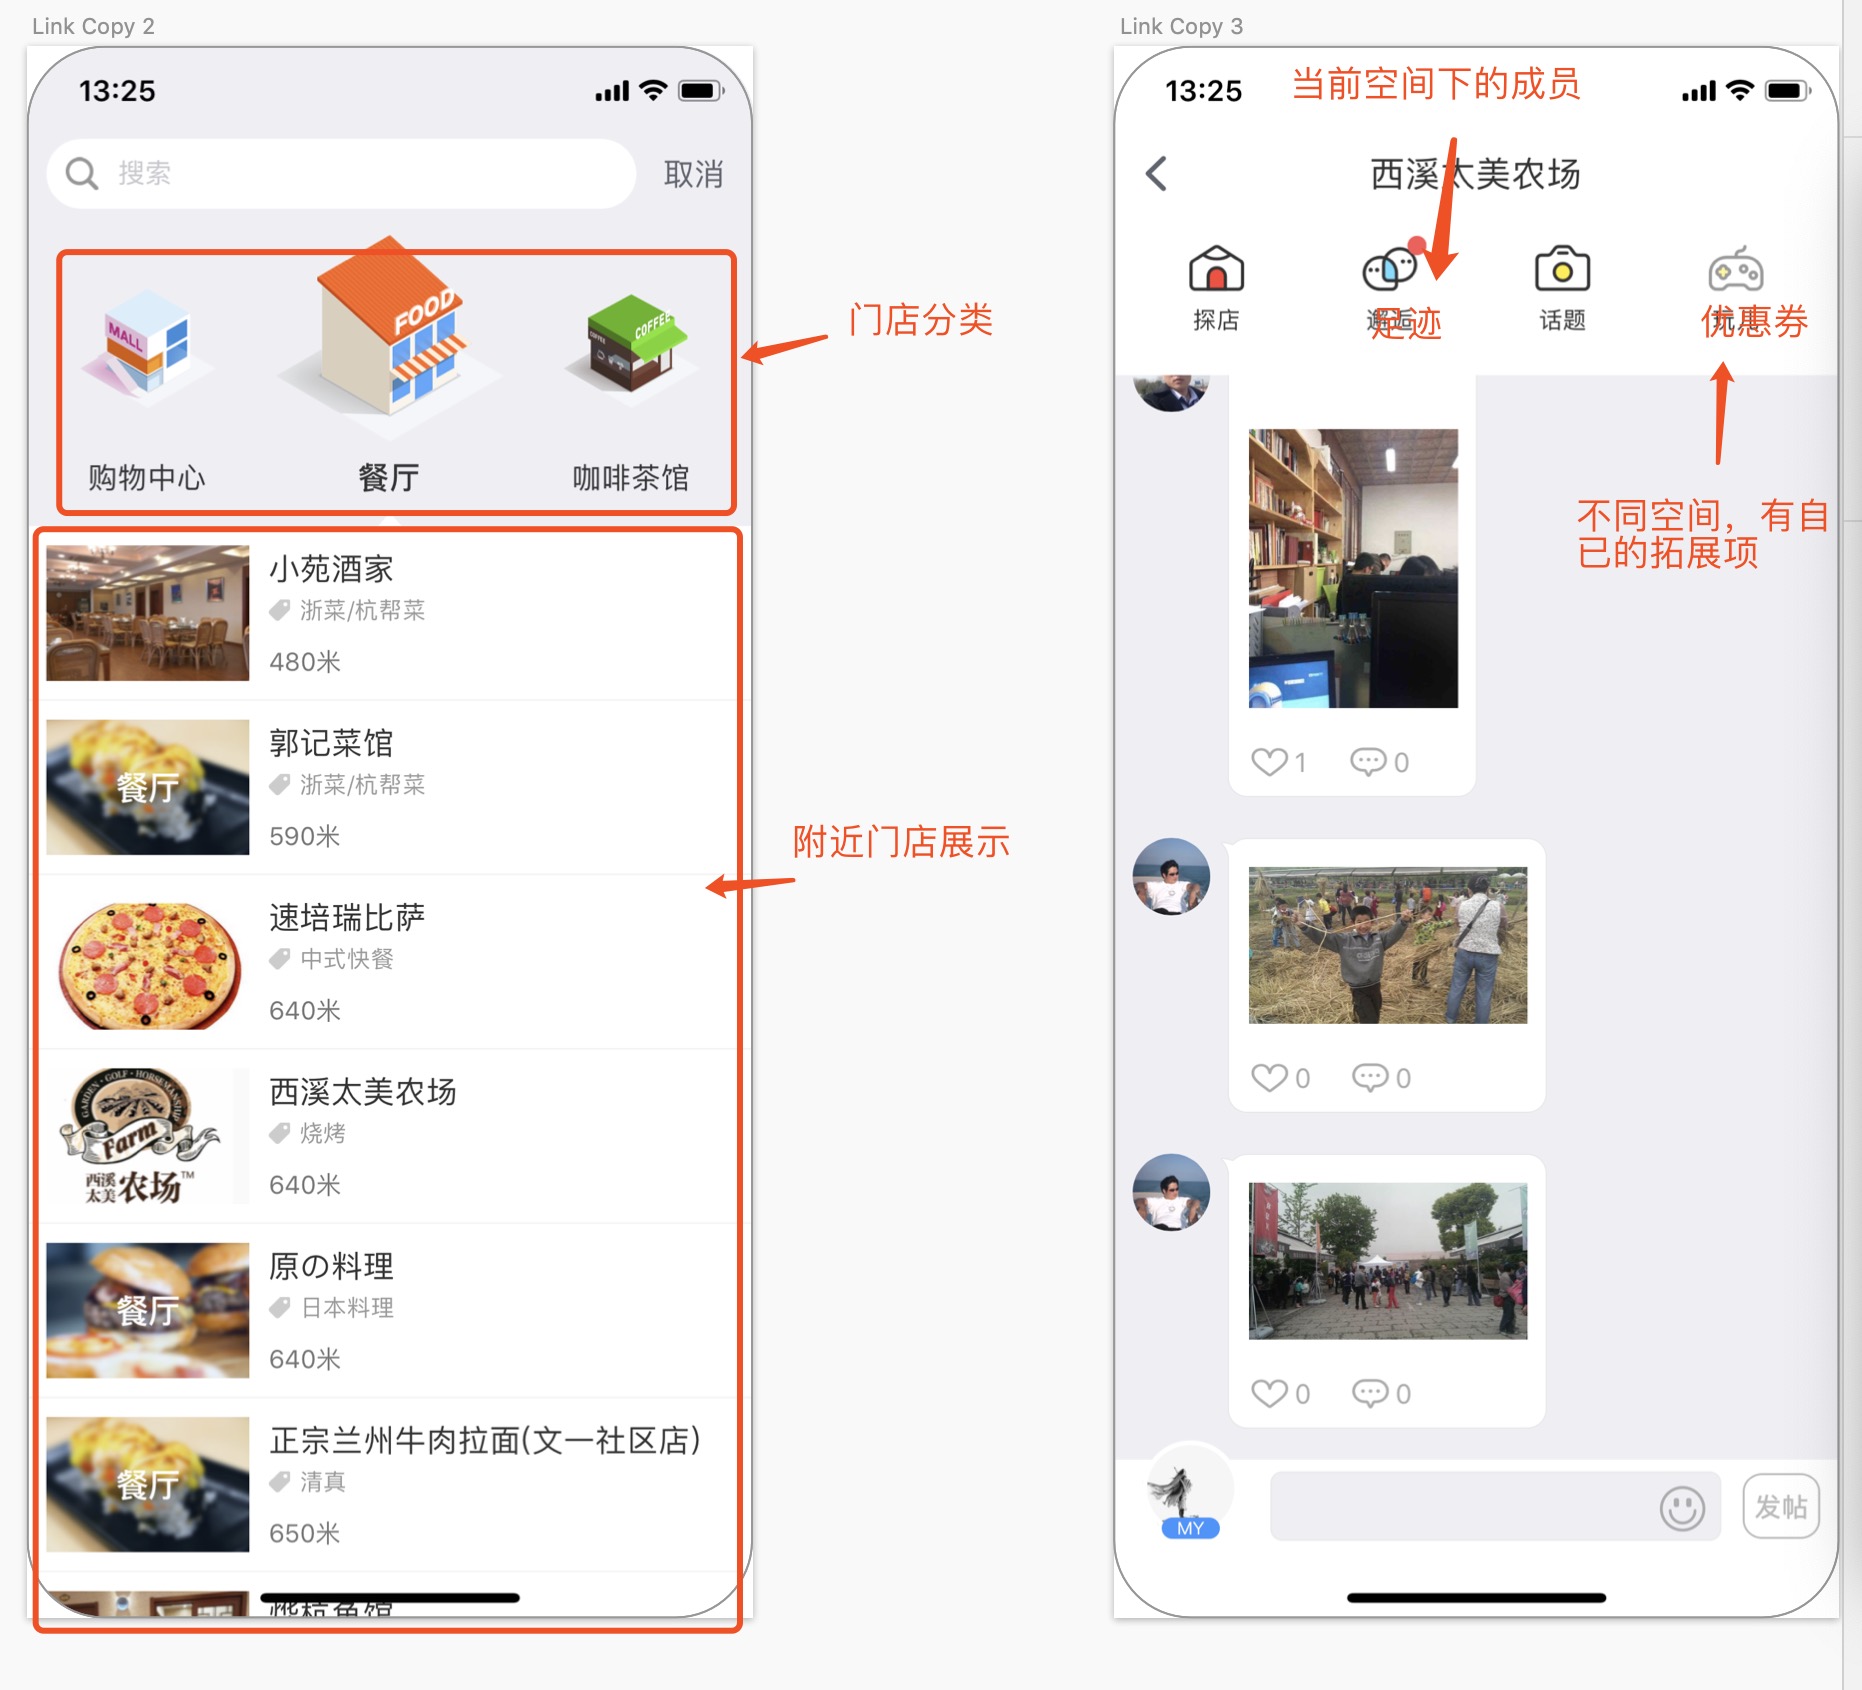 Link Copy 2
13:25
搜索
取消
MALL
FOOD
COFFEE
COFFEE
购物中心
餐厅
咖啡茶馆
门店分类
小苑酒家
浙菜/杭帮菜
480米
餐厅
郭记菜馆
浙菜/杭帮菜
590米
附近门店展示
速培瑞比萨
中式快餐
640米
GARDEN · GOLF · HORSEMANSHIP
Farm
西溪
太美
农场™
西溪太美农场
烧烤
640米
餐厅
原の料理
日本料理
640米
餐厅
正宗兰州牛肉拉面(文一社区店)
清真
650米
Link Copy 3
13:25
当前空间下的成员
西溪太美农场
探店
邂逅
足迹
话题
优惠券
不同空间，有自
已的拓展项
1
0
0
0
0
0
MY
发帖